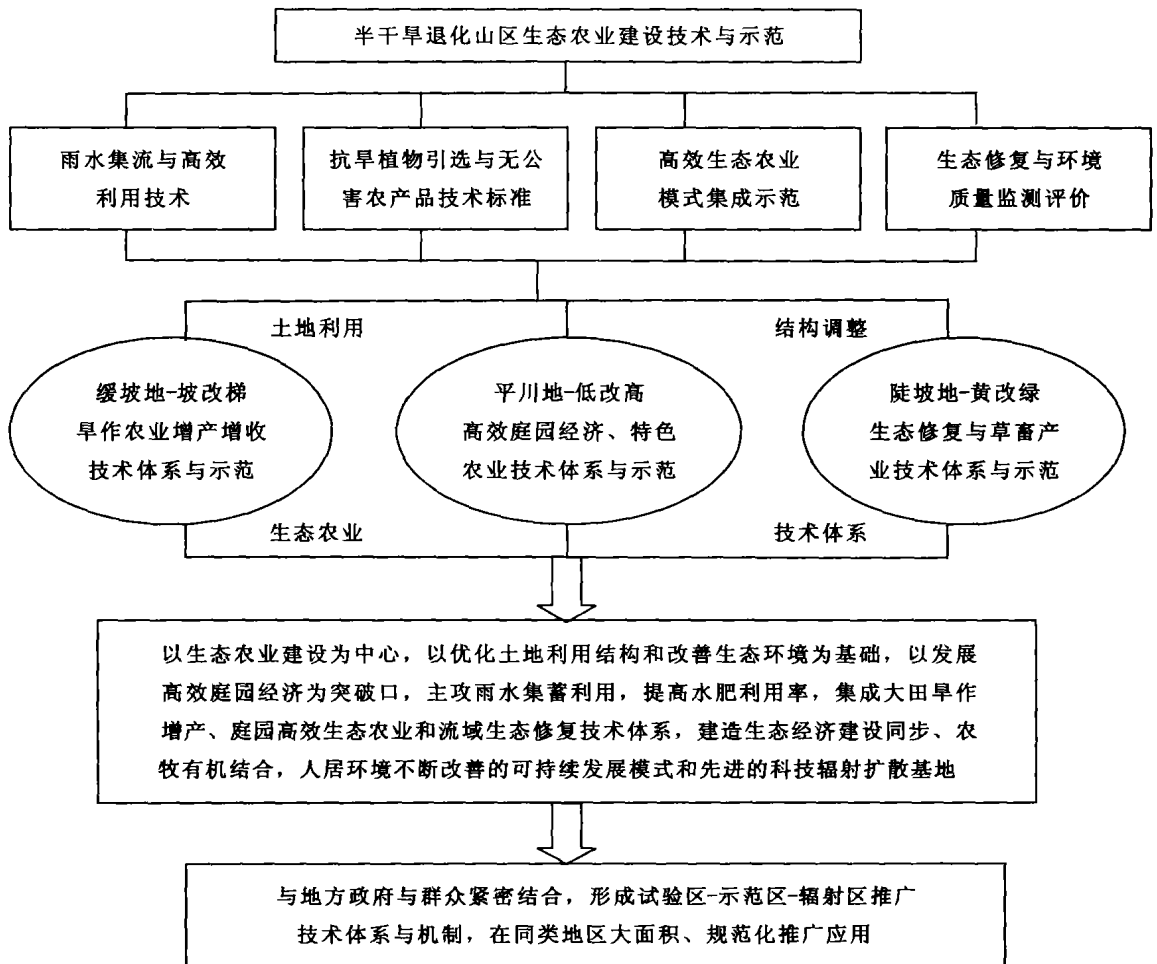 半干旱退化山区生态农业建设技术与示范
雨水集流与高效
利用技术
抗旱植物引选与无公
害农产品技术标准
高效生态农业
模式集成示范
生态修复与环境
质量监测评价
土地利用
结构调整
缓坡地-坡改梯
旱作农业增产增收
技术体系与示范
平川地-低改高
高效庭园经济、特色
农业技术体系与示范
陡坡地-黄改绿
生态修复与草畜产
业技术体系与示范
生态农业
技术体系
以生态农业建设为中心，以优化土地利用结构和改善生态环境为基础，以发展
高效庭园经济为突破口，主攻雨水集蓄利用，提高水肥利用率，集成大田旱作
增产、庭园高效生态农业和流域生态修复技术体系，建造生态经济建设同步、农
牧有机结合，人居环境不断改善的可持续发展模式和先进的科技辐射扩散基地
与地方政府与群众紧密结合，形成试验区-示范区-辐射区推广
技术体系与机制，在同类地区大面积、规范化推广应用